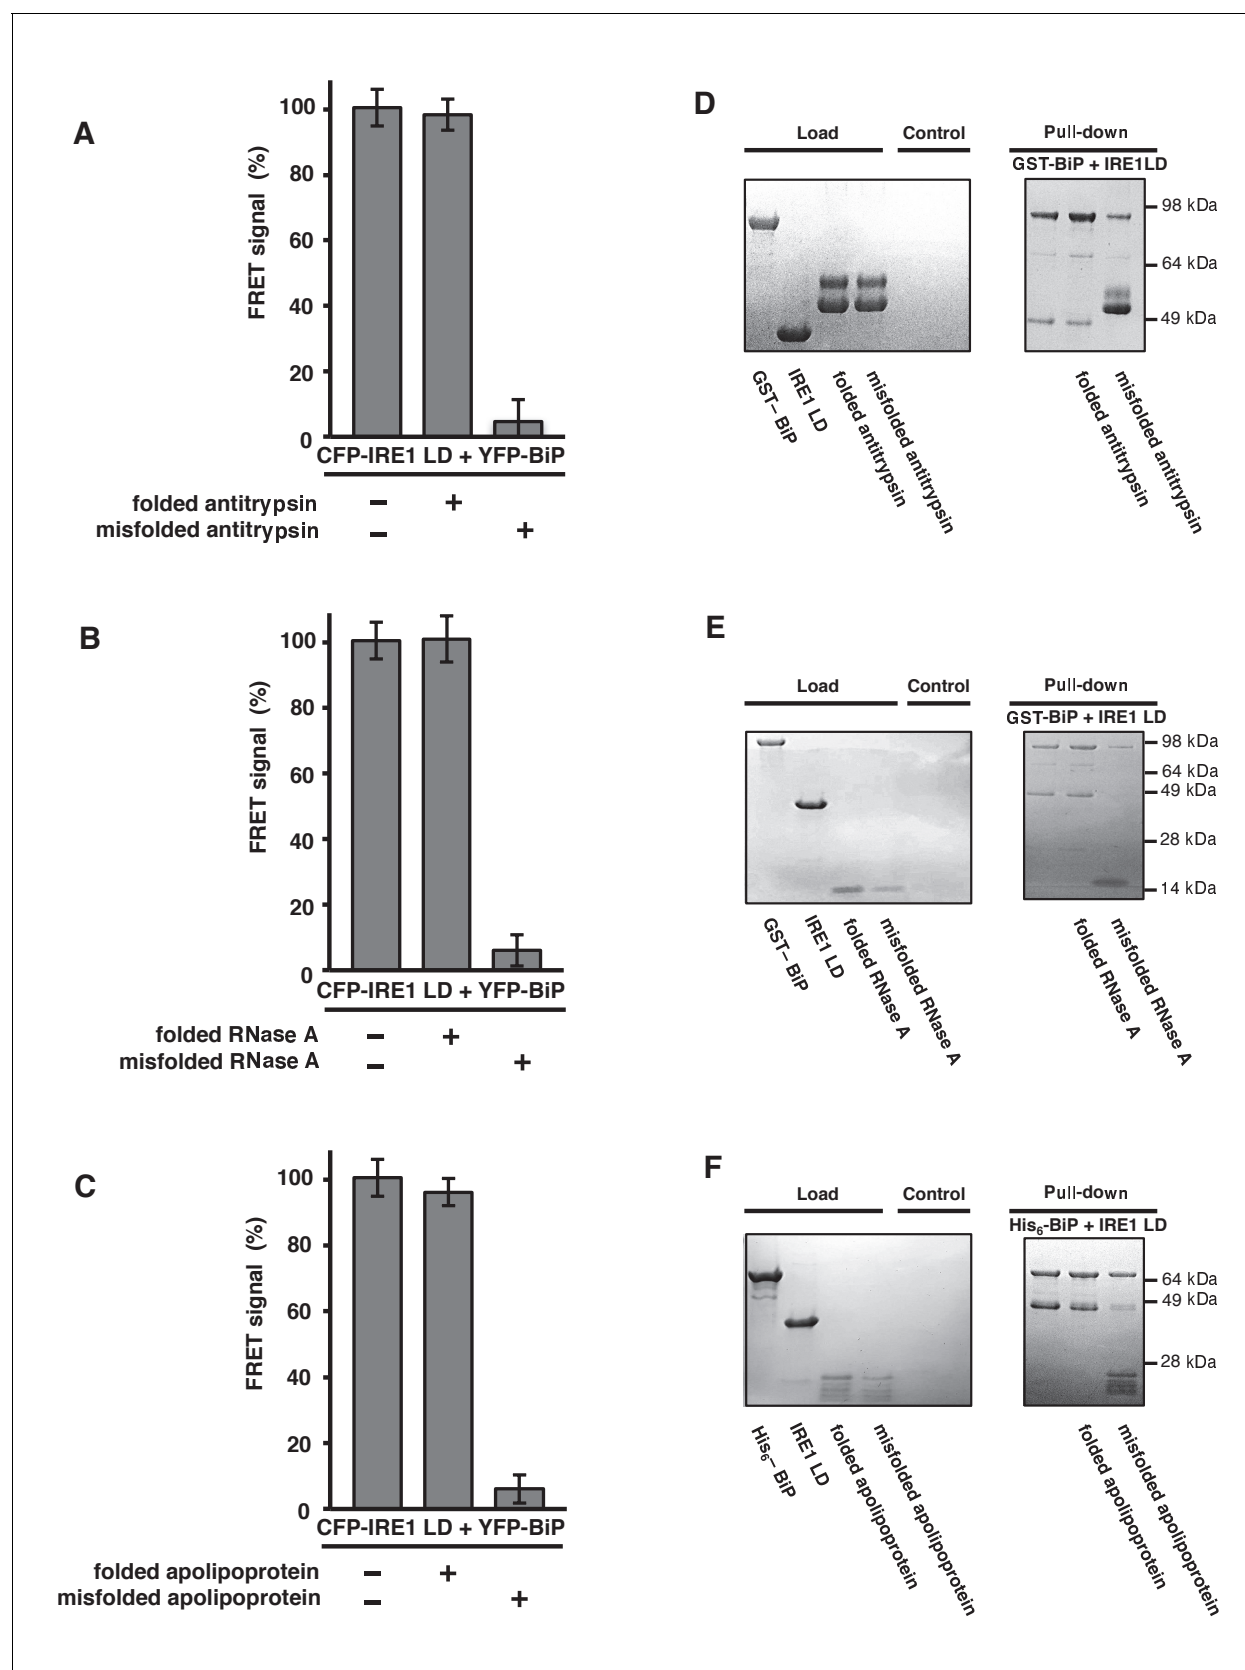 A
FRET signal (%)
100
80
60
40
20
0
CFP-IRE1 LD + YFP-BiP
folded antitrypsin − +
misfolded antitrypsin − +
B
FRET signal (%)
100
80
60
40
20
0
CFP-IRE1 LD + YFP-BiP
folded RNase A − +
misfolded RNase A − +
C
FRET signal (%)
100
80
60
40
20
0
CFP-IRE1 LD + YFP-BiP
folded apolipoprotein − +
misfolded apolipoprotein − +
D
Load Control Pull-down
GST-BiP + IRE1LD
98 kDa
64 kDa
49 kDa
GST– BiP
IRE1 LD
folded antitrypsin
misfolded antitrypsin
folded antitrypsin
misfolded antitrypsin
E
Load Control Pull-down
GST-BiP + IRE1 LD
98 kDa
64 kDa
49 kDa
28 kDa
14 kDa
GST– BiP
IRE1 LD
folded RNase A
misfolded RNase A
folded RNase A
misfolded RNase A
F
Load Control Pull-down
His₆-BiP + IRE1 LD
64 kDa
49 kDa
28 kDa
His₆– BiP
IRE1 LD
folded apolipoprotein
misfolded apolipoprotein
folded apolipoprotein
misfolded apolipoprotein